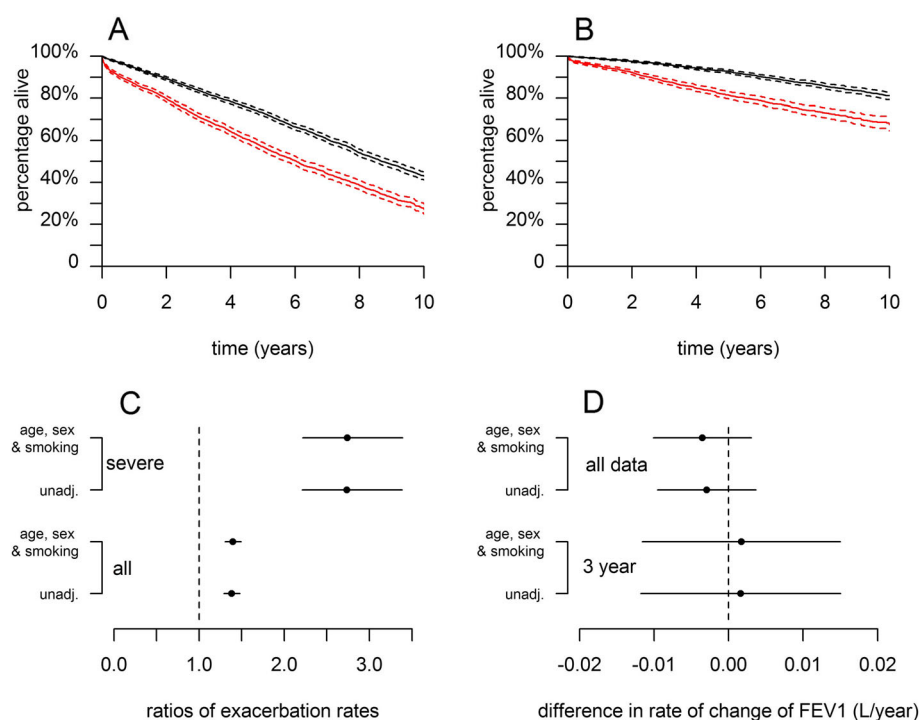 A
percentage alive
100%
80%
60%
40%
20%
0
0 2 4 6 8 10
time (years)
B
percentage alive
100%
80%
60%
40%
20%
0
0 2 4 6 8 10
time (years)
C
age, sex
& smoking
severe
unadj.
age, sex
& smoking
all
unadj.
0.0 1.0 2.0 3.0
ratios of exacerbation rates
D
age, sex
& smoking
all data
unadj.
age, sex
& smoking
3 year
unadj.
-0.02 -0.01 0.00 0.01 0.02
difference in rate of change of FEV1 (L/year)